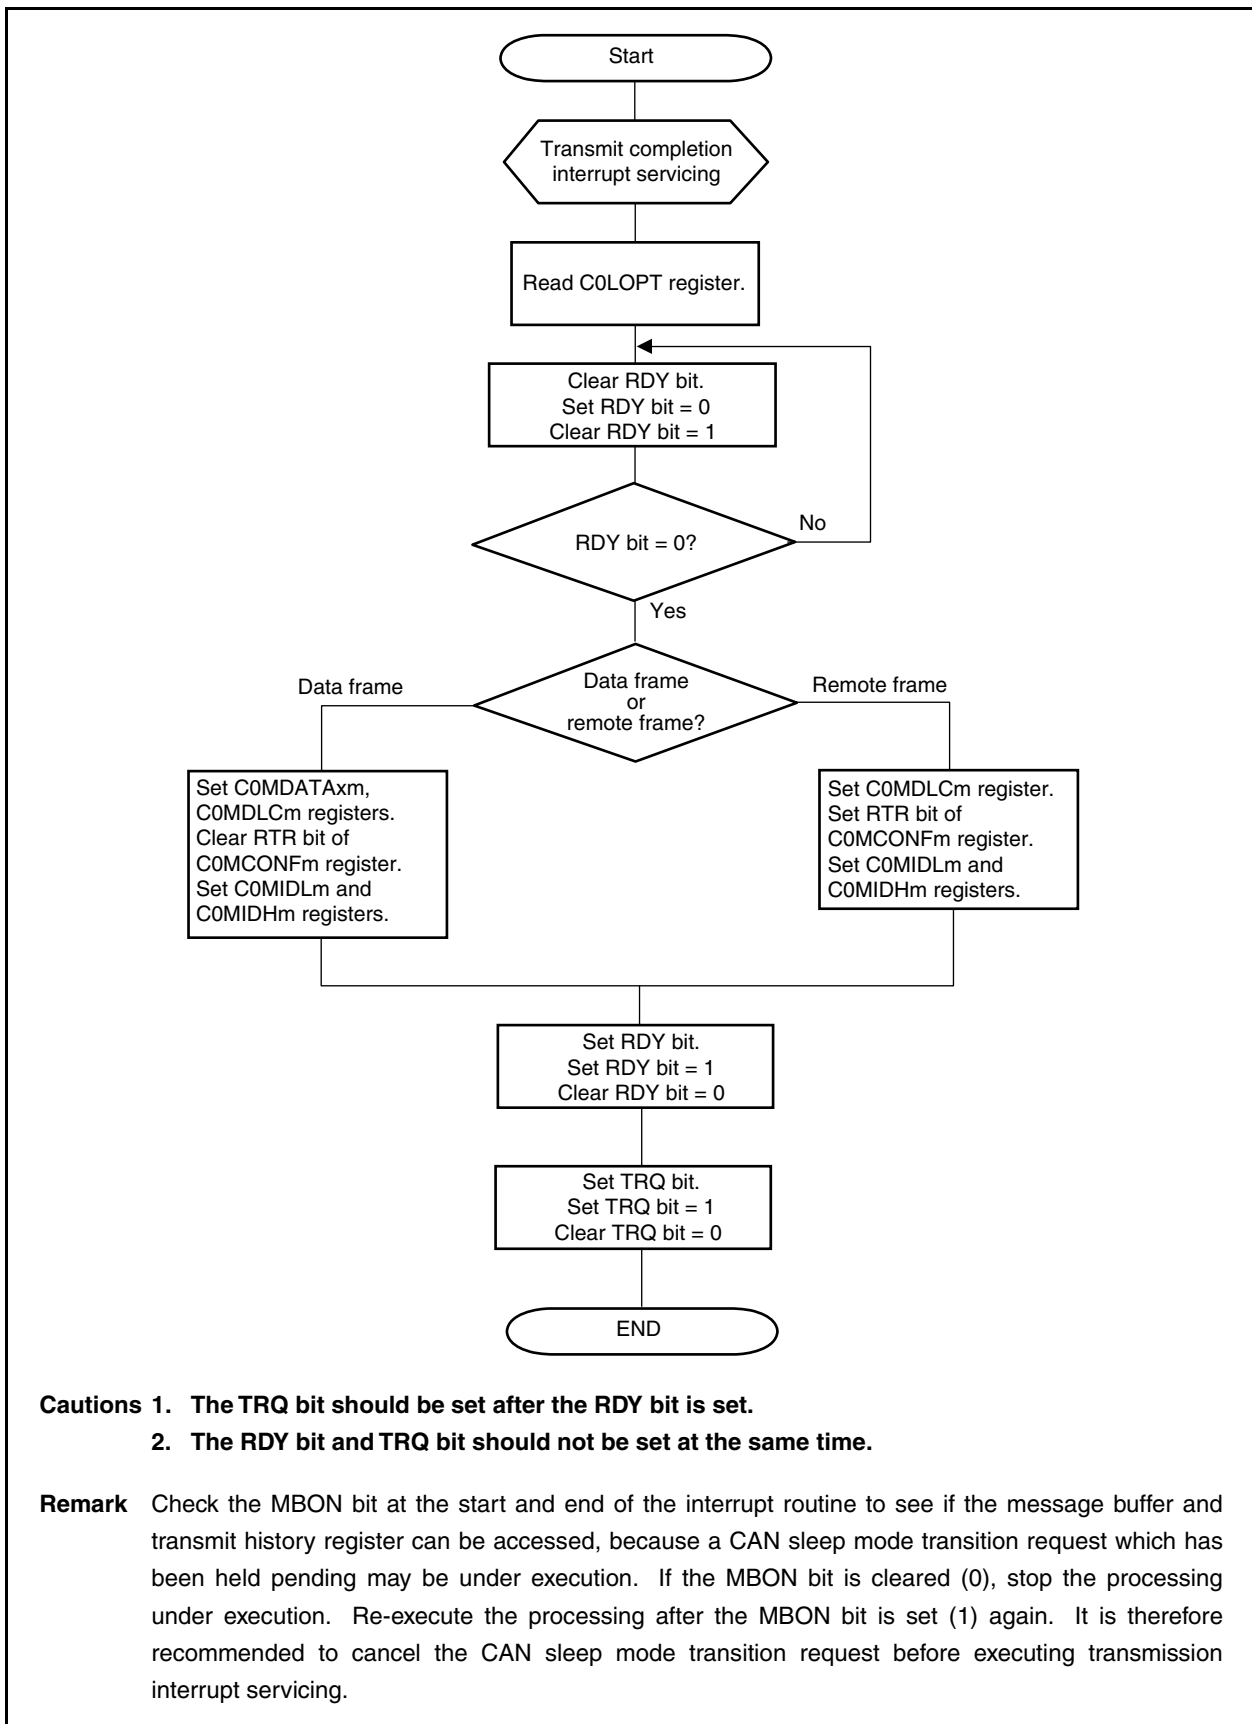 Start
Transmit completion
interrupt servicing
Read C0LOPT register.
Clear RDY bit.
Set RDY bit = 0
Clear RDY bit = 1
RDY bit = 0?
No
Yes
Data frame
or
remote frame?
Data frame
Remote frame
Set C0MDATAxm,
C0MDLCm registers.
Clear RTR bit of
C0MCONFm register.
Set C0MIDLm and
C0MIDHm registers.
Set C0MDLCm register.
Set RTR bit of
C0MCONFm register.
Set C0MIDLm and
C0MIDHm registers.
Set RDY bit.
Set RDY bit = 1
Clear RDY bit = 0
Set TRQ bit.
Set TRQ bit = 1
Clear TRQ bit = 0
END
Cautions 1. The TRQ bit should be set after the RDY bit is set.
2. The RDY bit and TRQ bit should not be set at the same time.
Remark Check the MBON bit at the start and end of the interrupt routine to see if the message buffer and
transmit history register can be accessed, because a CAN sleep mode transition request which has
been held pending may be under execution. If the MBON bit is cleared (0), stop the processing
under execution. Re-execute the processing after the MBON bit is set (1) again. It is therefore
recommended to cancel the CAN sleep mode transition request before executing transmission
interrupt servicing.